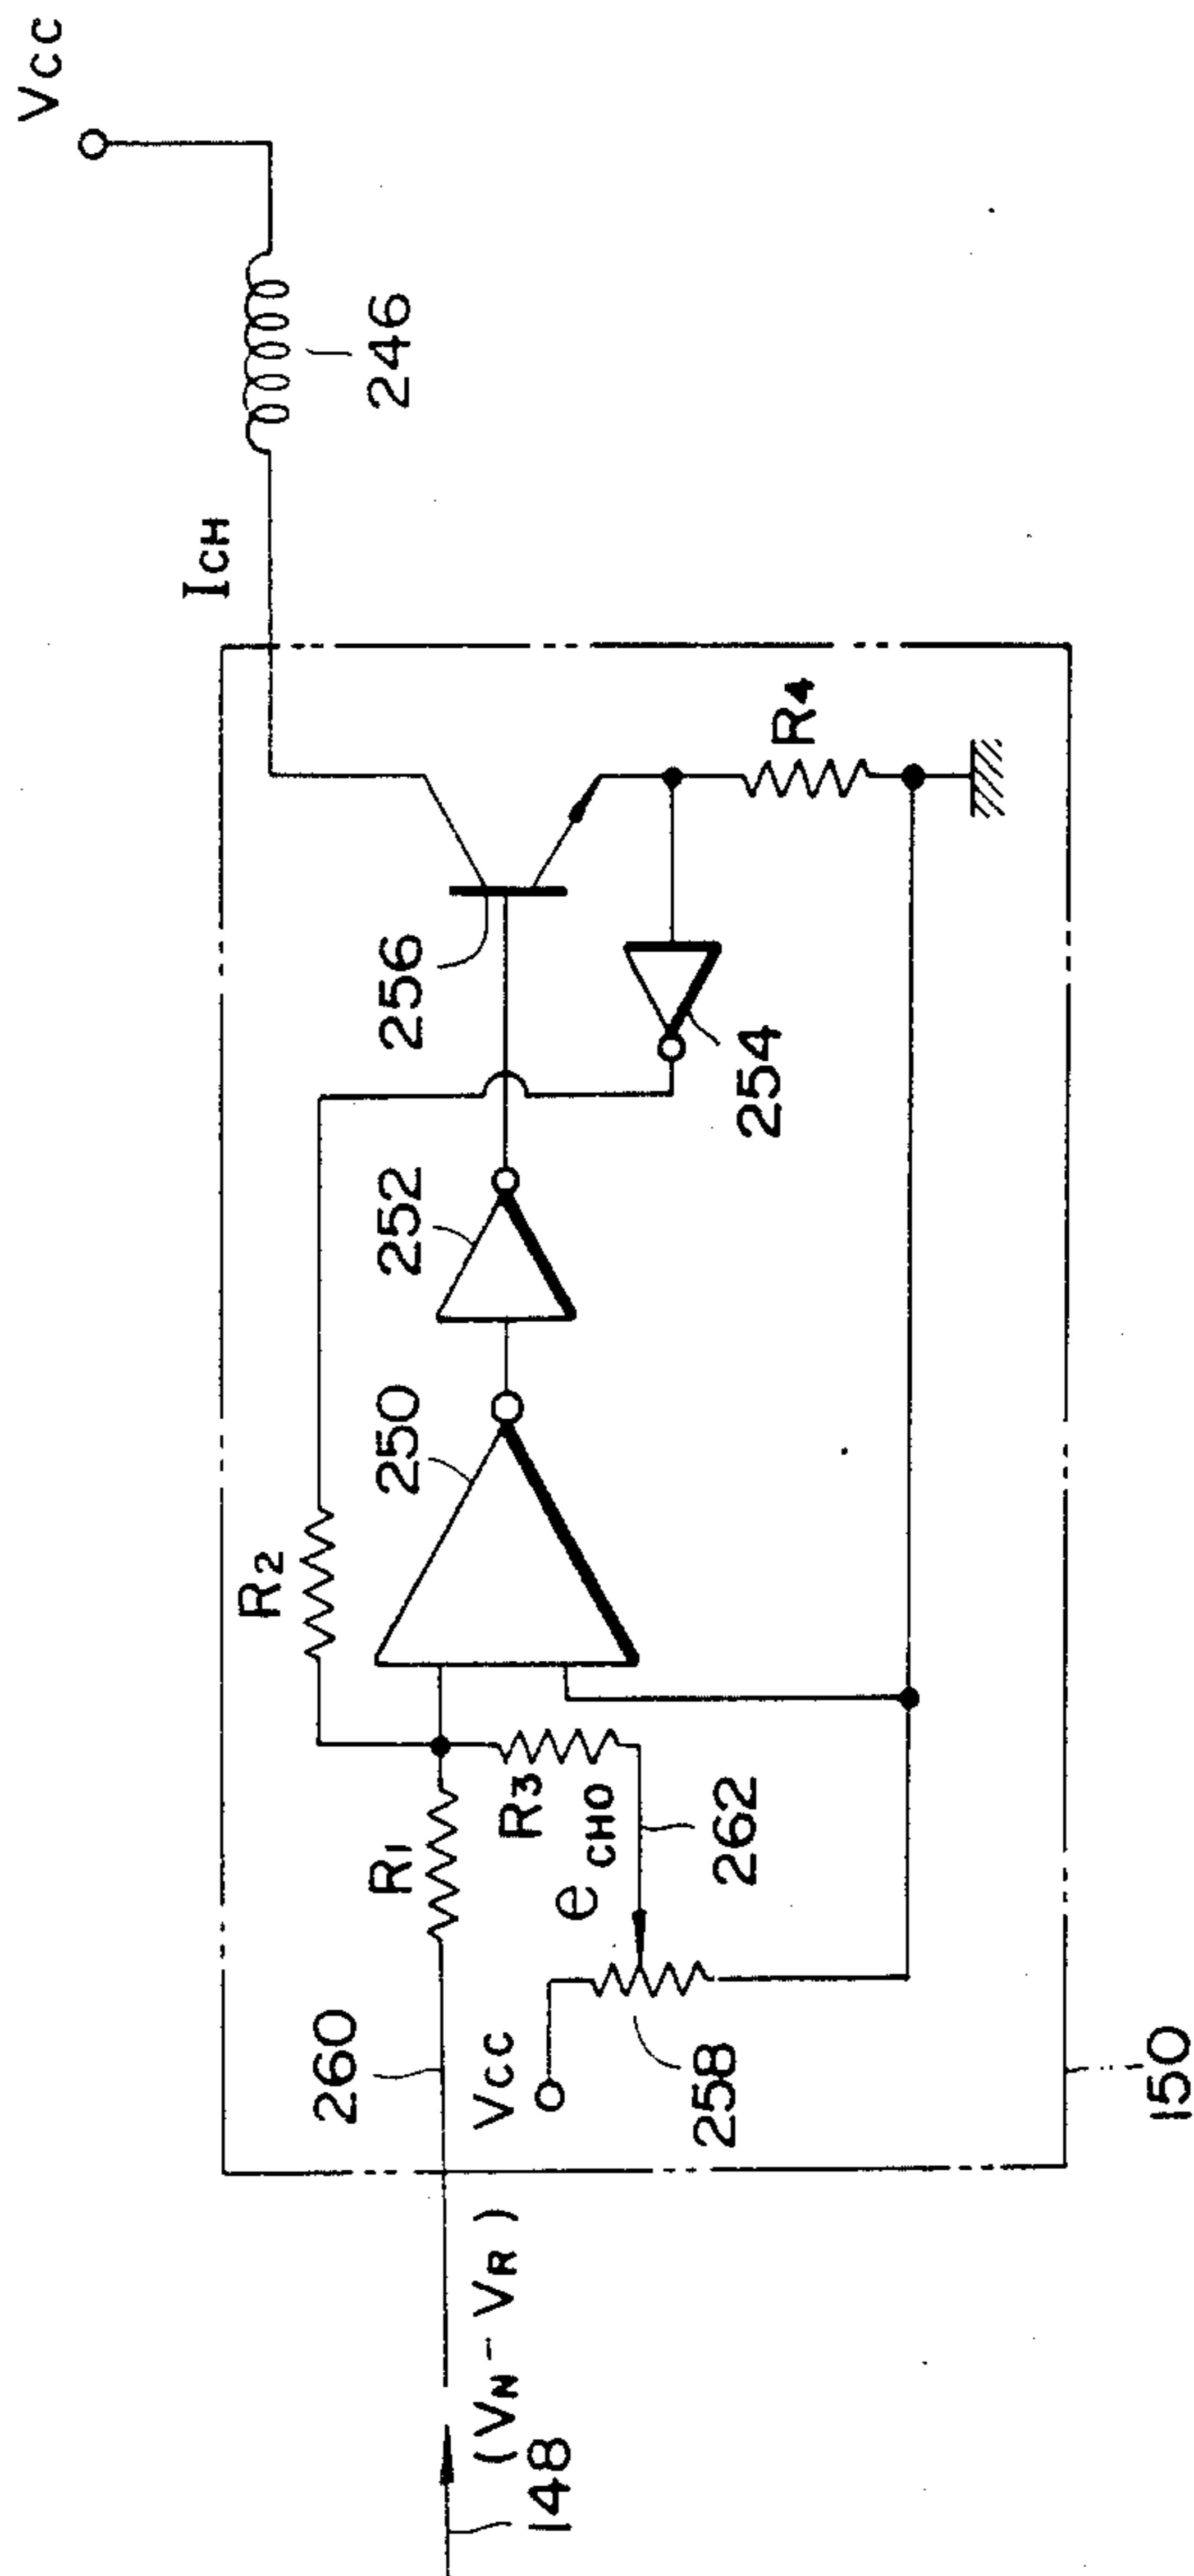 VCC
246
ICH
R4
256
254
252
250
R2
R1
R3
eCHO
262
260
VCC
258
150
(VN-VR)
148